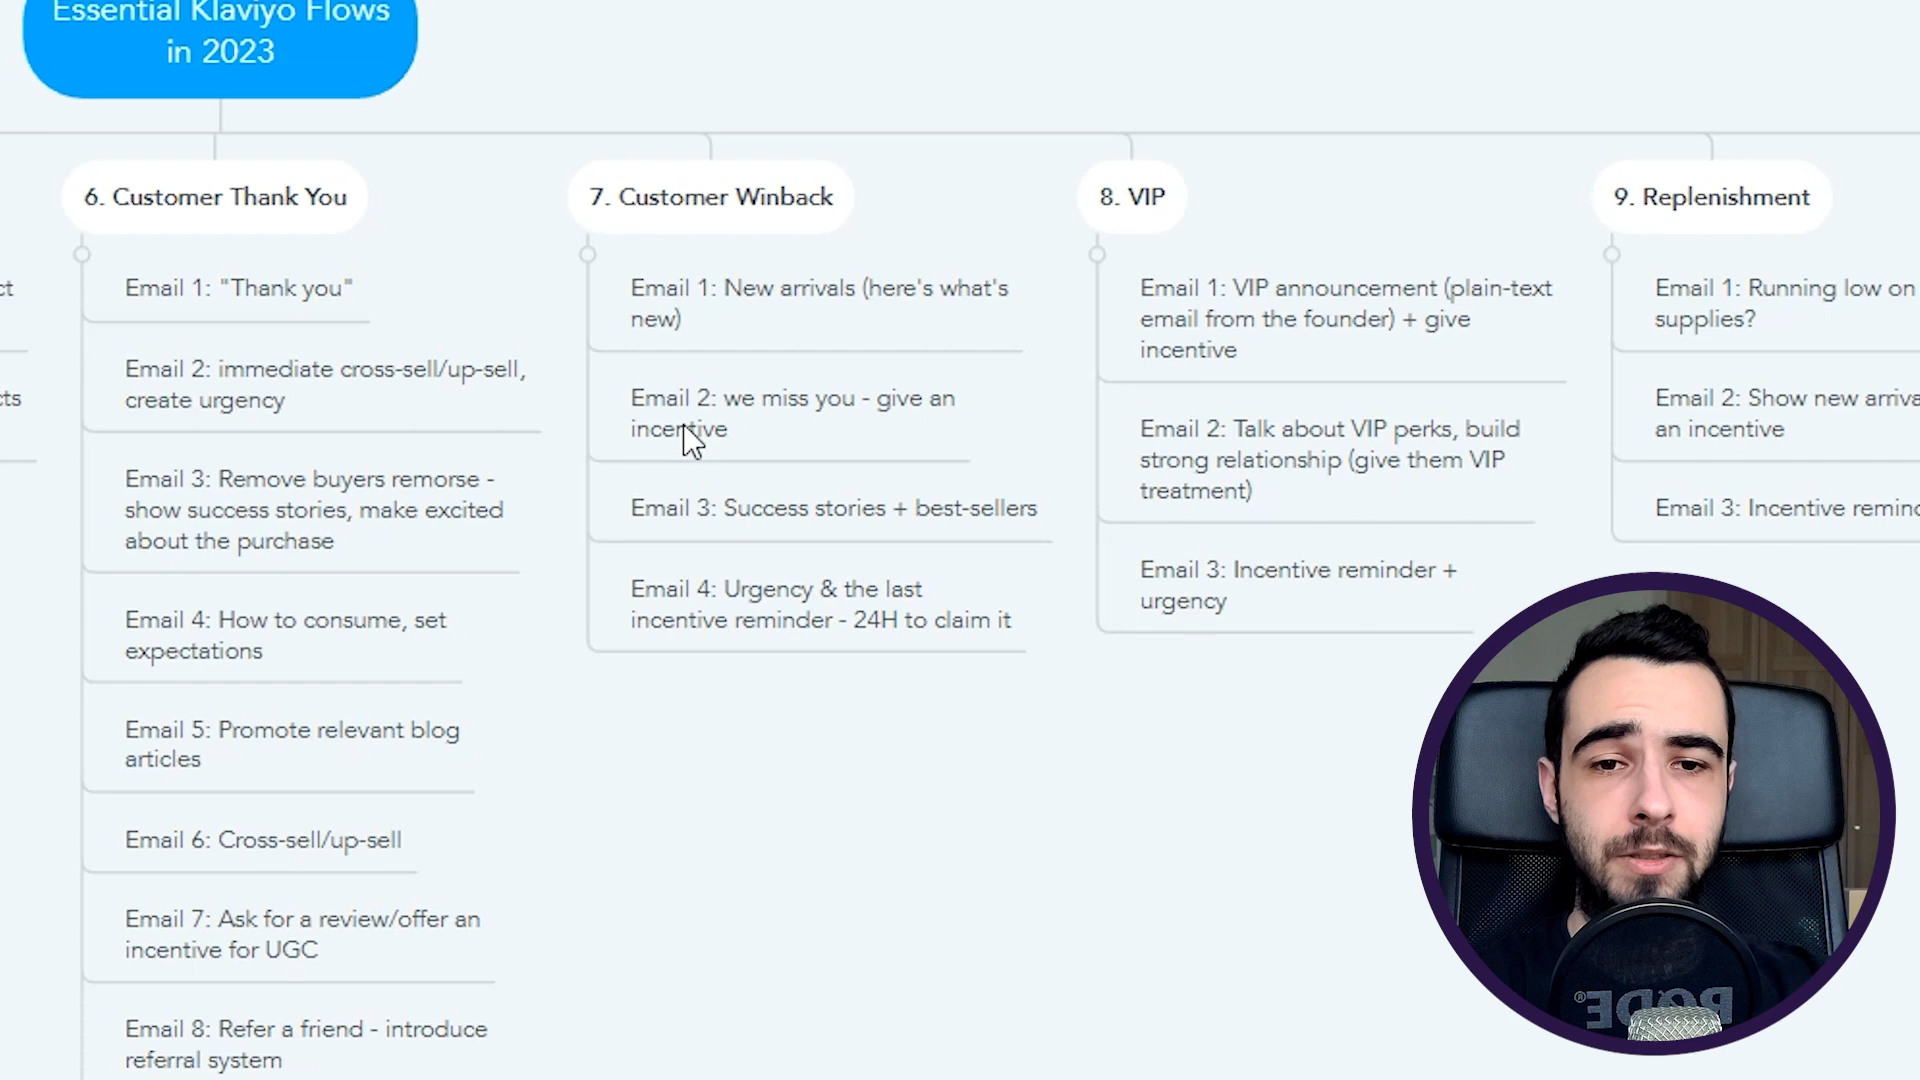 Essential Klaviyo Flows
in 2023
6. Customer Thank You
Email 1: "Thank you"
Email 2: immediate cross-sell/up-sell,
create urgency
Email 3: Remove buyers remorse -
show success stories, make excited
about the purchase
Email 4: How to consume, set
expectations
Email 5: Promote relevant blog
articles
Email 6: Cross-sell/up-sell
Email 7: Ask for a review/offer an
incentive for UGC
Email 8: Refer a friend - introduce
referral system
7. Customer Winback
Email 1: New arrivals (here's what's
new)
Email 2: we miss you - give an
incentive
Email 3: Success stories + best-sellers
Email 4: Urgency & the last
incentive reminder - 24H to claim it
8. VIP
Email 1: VIP announcement (plain-text
email from the founder) + give
incentive
Email 2: Talk about VIP perks, build
strong relationship (give them VIP
treatment)
Email 3: Incentive reminder +
urgency
9. Replenishment
Email 1: Running low on
supplies?
Email 2: Show new
an incentive
Email 3: Incentive
RØDE®